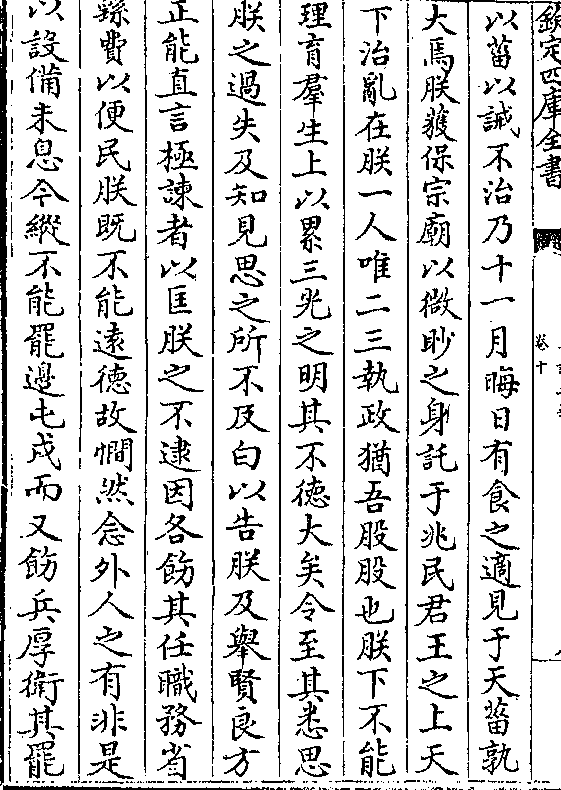 欽定四庫全書
卷十
以菑以誡不治乃十一月晦日有食之適見于天菑孰
大焉朕獲保宗廟以微眇之身託于兆民君王之上天
下治亂在朕一人唯二三執政猶吾股股也朕下不能
理育羣生上以累三光之明其不德大矣令至其悉思
朕之過失及知見思之所不及白以告朕及舉賢良方
正能直言極諫者以匡朕之不逮因各飭其任職務省
繇費以便民朕既不能遠德故憪然念外人之有非是
以設備未息今縱不能罷邊屯戍而又飭兵厚衛其罷